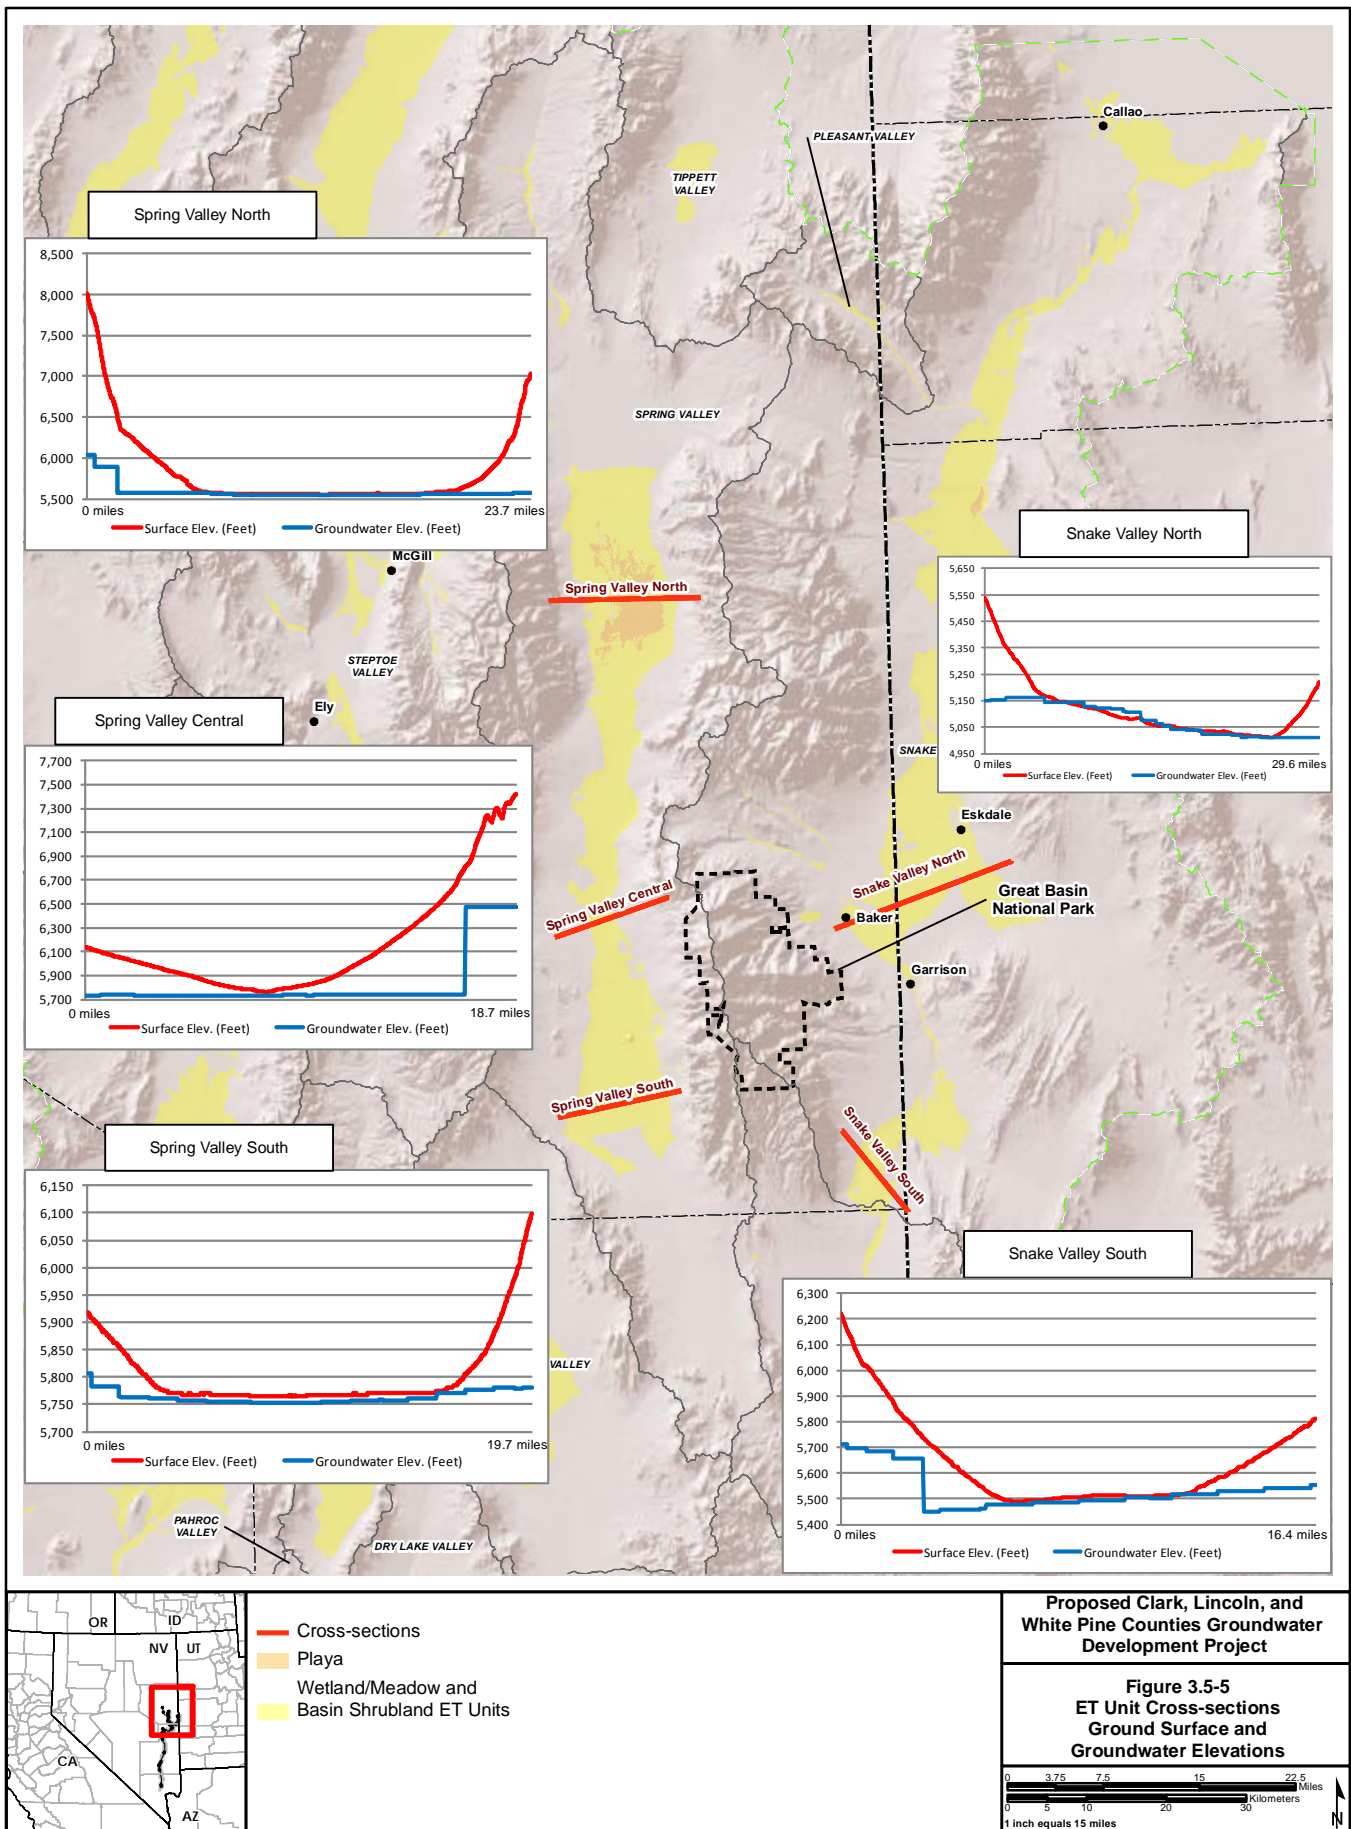 Callao
PLEASANT VALLEY
TIPPETT
VALLEY
Spring Valley North
8,500
8,000
7,500
7,000
6,500
6,000
5,500
0 miles
23.7 miles
Surface Elev. (Feet)
Groundwater Elev. (Feet)
SPRING VALLEY
McGill
Spring Valley North
STEPTOE
VALLEY
Ely
Snake Valley North
5,650
5,550
5,450
5,350
5,250
5,150
5,050
4,950
0 miles
29.6 miles
Surface Elev. (Feet)
Groundwater Elev. (Feet)
SNAKE
Spring Valley Central
7,700
7,500
7,300
7,100
6,900
6,700
6,500
6,300
6,100
5,900
5,700
0 miles
18.7 miles
Surface Elev. (Feet)
Groundwater Elev. (Feet)
Eskdale
Snake Valley North
Spring Valley Central
Great Basin
National Park
Baker
Garrison
Spring Valley South
Snake Valley South
Spring Valley South
6,150
6,100
6,050
6,000
5,950
5,900
5,850
5,800
5,750
5,700
0 miles
19.7 miles
Surface Elev. (Feet)
Groundwater Elev. (Feet)
VALLEY
Snake Valley South
6,300
6,200
6,100
6,000
5,900
5,800
5,700
5,600
5,500
5,400
0 miles
16.4 miles
Surface Elev. (Feet)
Groundwater Elev. (Feet)
PAHROC
VALLEY
DRY LAKE VALLEY
OR
ID
NV
UT
CA
AZ
Cross-sections
Playa
Wetland/Meadow and
Basin Shrubland ET Units
Proposed Clark, Lincoln, and
White Pine Counties Groundwater
Development Project
Figure 3.5-5
ET Unit Cross-sections
Ground Surface and
Groundwater Elevations
0 3.75 7.5 15 22.5
Miles
Kilometers
0 5 10 20 30
1 inch equals 15 miles
N